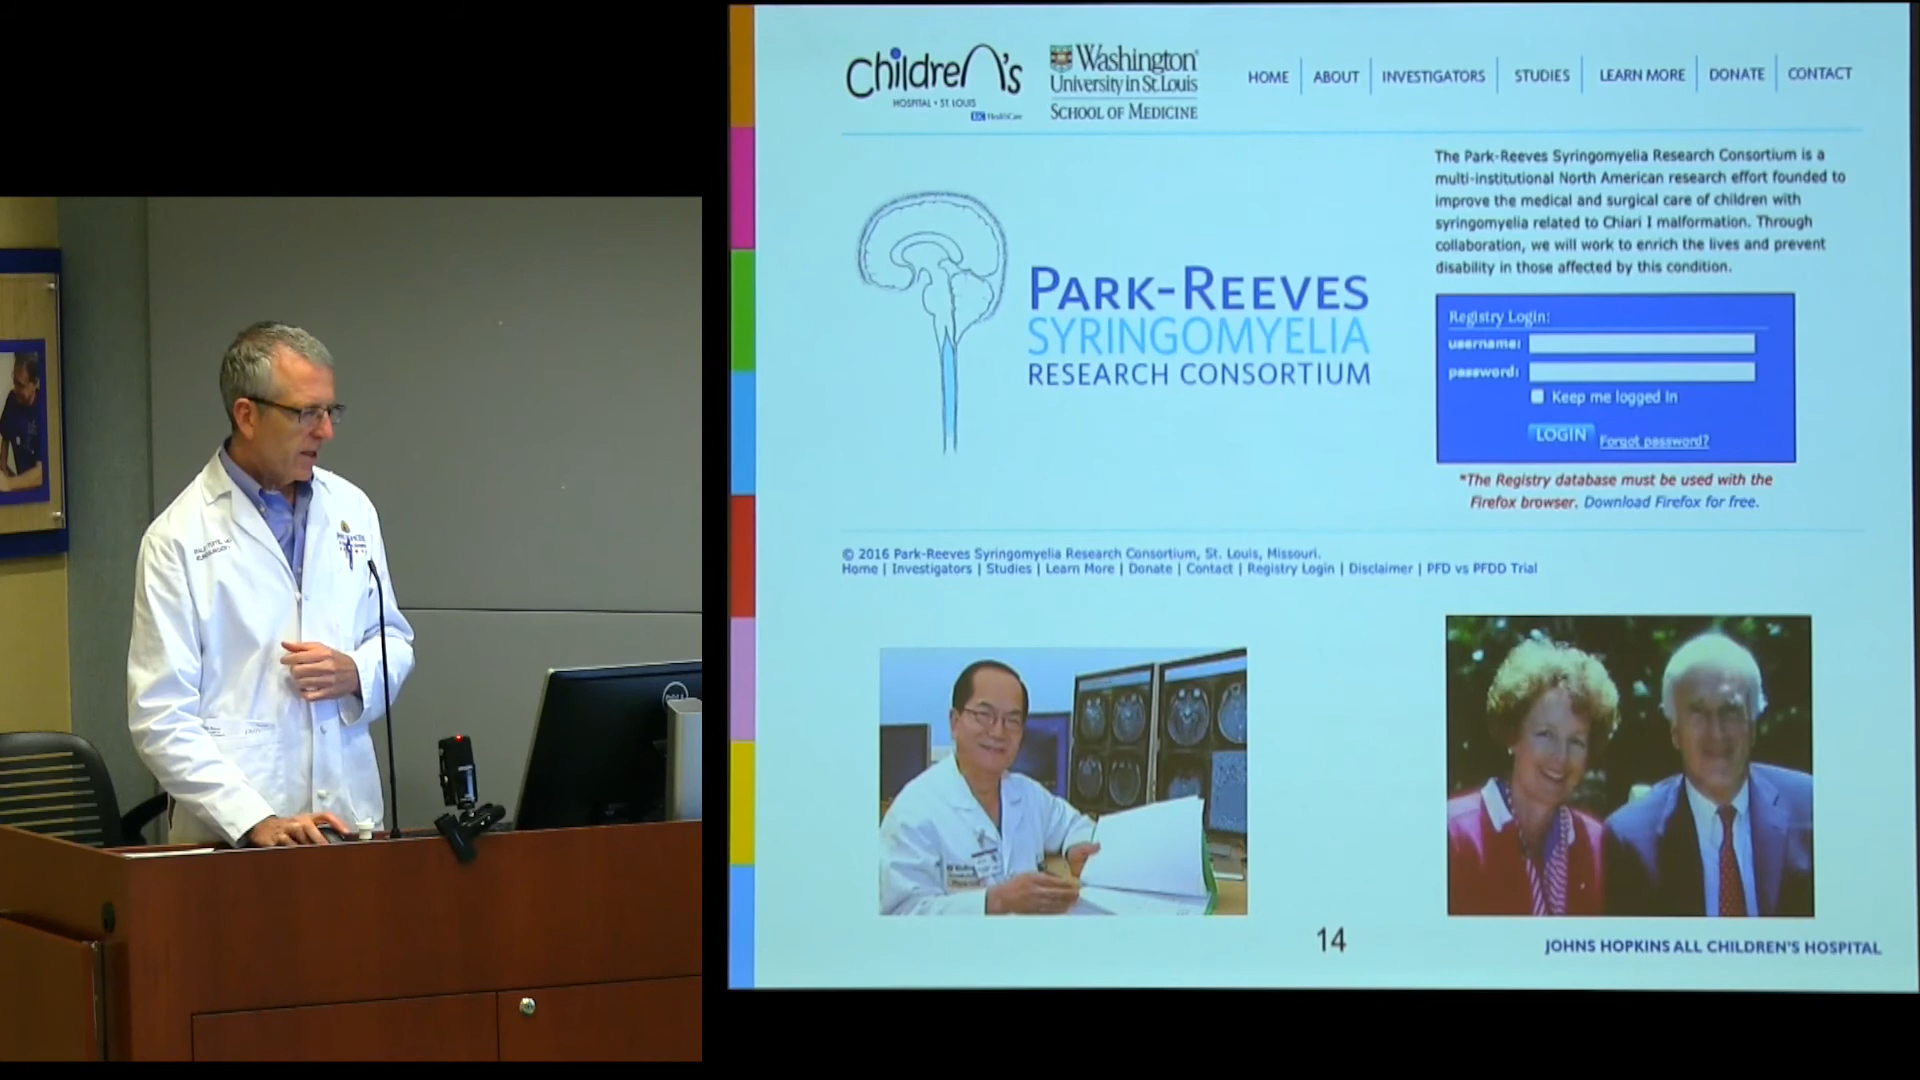 Children's
HOSPITAL • ST LOUIS
BJC HealthCare
Washington
University in St. Louis
SCHOOL OF MEDICINE
HOME | ABOUT | INVESTIGATORS | STUDIES | LEARN MORE | DONATE | CONTACT
The Park-Reeves Syringomyelia Research Consortium is a
multi-institutional North American research effort founded to
improve the medical and surgical care of children with
syringomyelia related to Chiari I malformation. Through
collaboration, we will work to enrich the lives and prevent
disability in those affected by this condition.
PARK-REEVES
SYRINGOMYELIA
RESEARCH CONSORTIUM
Registry Login:
username:
password:
Keep me logged in
LOGIN Forgot password?
*The Registry database must be used with the
Firefox browser. Download Firefox for free.
© 2016 Park-Reeves Syringomyelia Research Consortium, St. Louis, Missouri.
Home | Investigators | Studies | Learn More | Donate | Contact | Registry Login | Disclaimer | PFD vs PFDD Trial
14
JOHNS HOPKINS ALL CHILDREN'S HOSPITAL
DELL